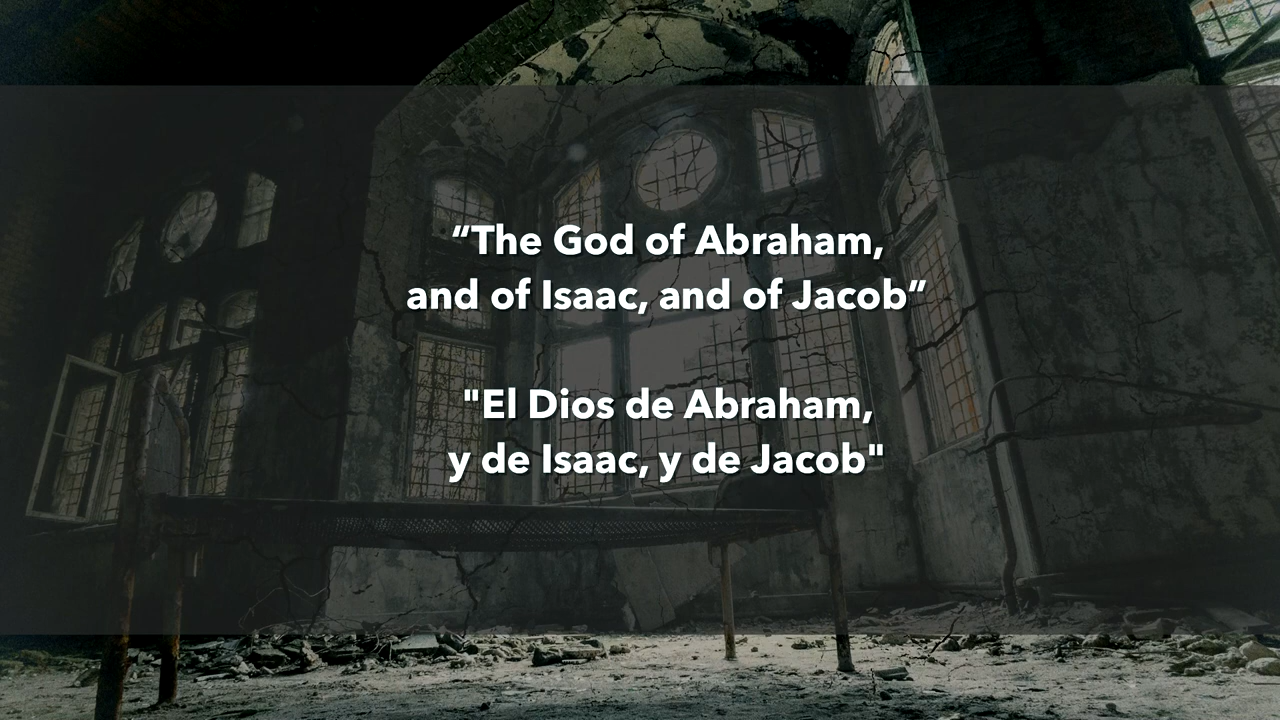 “The God of Abraham,
and of Isaac, and of Jacob”
"El Dios de Abraham,
y de Isaac, y de Jacob"